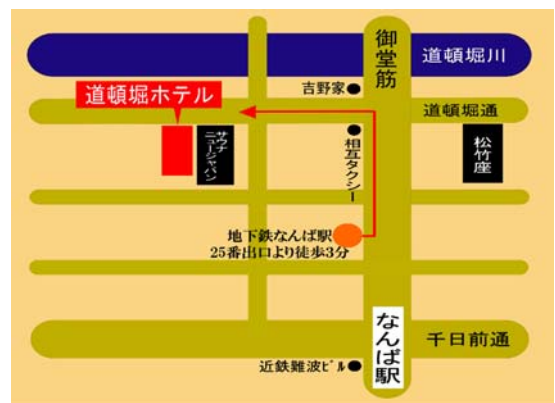 御堂筋
道頓堀川
吉野家
道頓堀ホテル
道頓堀通
サウナ
ニュージャパン
相互タクシー
松竹座
地下鉄なんば駅
25番出口より徒歩3分
なんば駅
千日前通
近鉄難波ビル